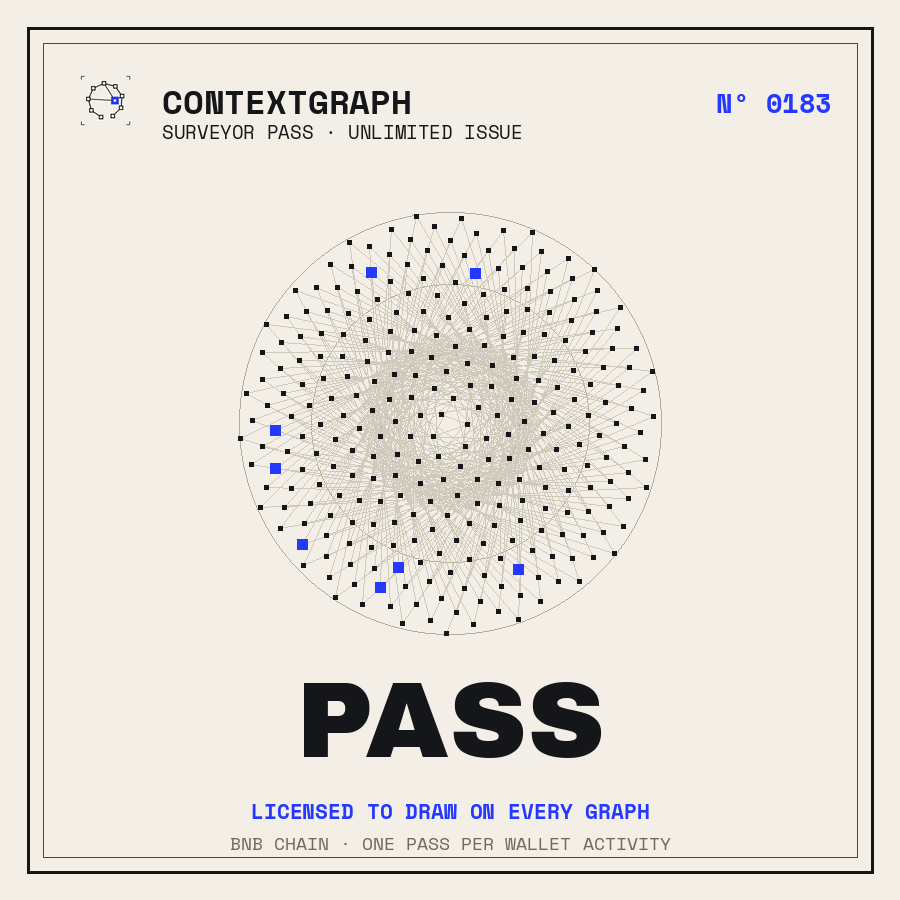 CONTEXTGRAPH
N° 0183
SURVEYOR PASS · UNLIMITED ISSUE
PASS
LICENSED TO DRAW ON EVERY GRAPH
BNB CHAIN · ONE PASS PER WALLET ACTIVITY